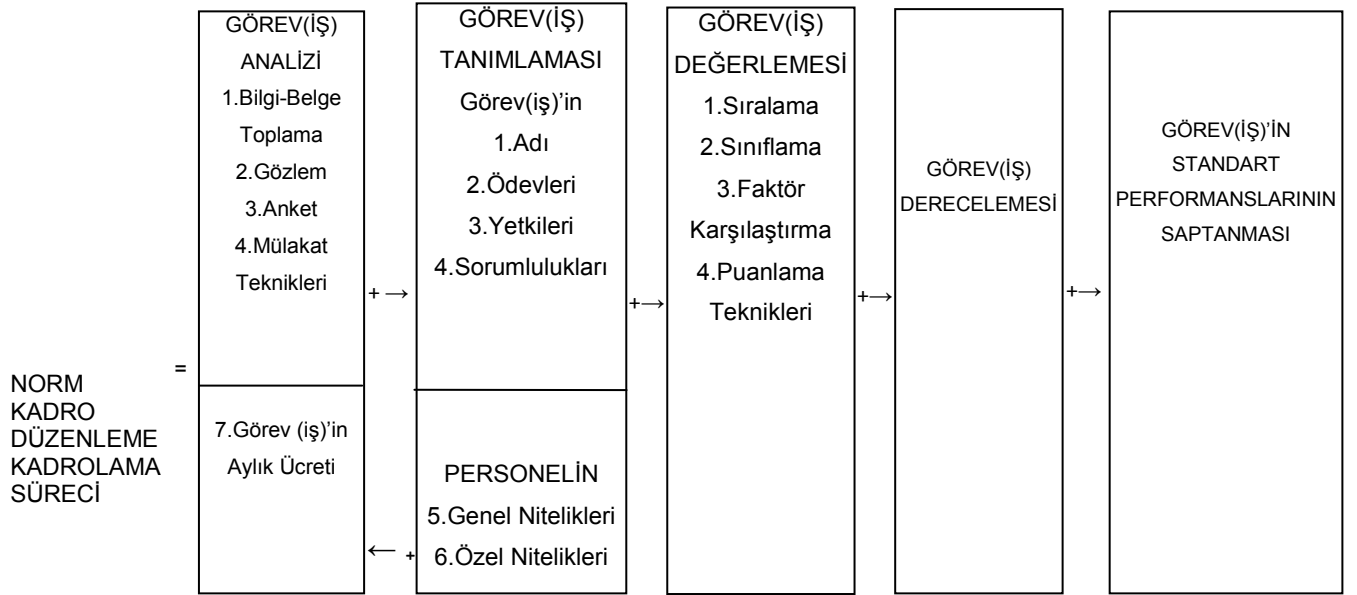 NORM
KADRO
DÜZENLEME
KADROLAMA
SÜRECİ
=
GÖREV(İŞ)
ANALİZİ
1.Bilgi-Belge
Toplama
2.Gözlem
3.Anket
4.Mülakat
Teknikleri
7.Görev (iş)’in
Aylık Ücreti
+ →
GÖREV(İŞ)
TANIMLAMASI
Görev(iş)’in
1.Adı
2.Ödevleri
3.Yetkileri
4.Sorumlulukları
PERSONELİN
5.Genel Nitelikleri
6.Özel Nitelikleri
← +
+→
GÖREV(İŞ)
DEĞERLEMESİ
1.Sıralama
2.Sınıflama
3.Faktör
Karşılaştırma
4.Puanlama
Teknikleri
+→
GÖREV(İŞ)
DERECELEMESİ
+→
GÖREV(İŞ)’İN
STANDART
PERFORMANSLARININ
SAPTANMASI